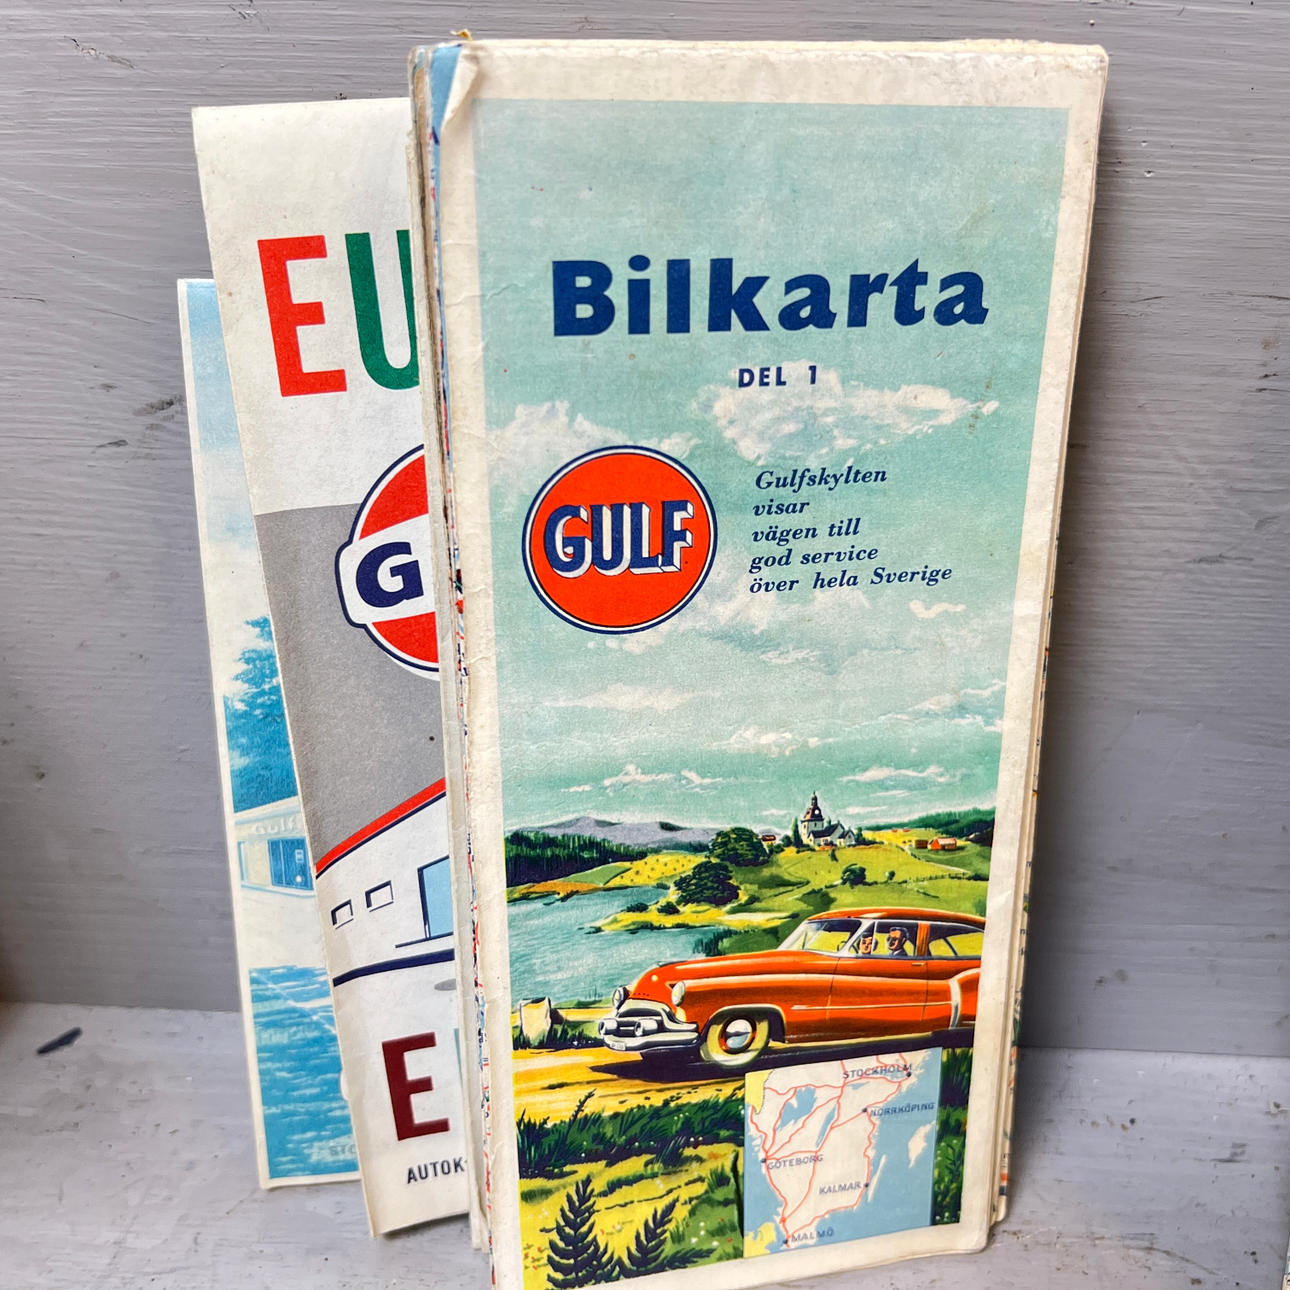 EU
G
Gulf
E
AUTOK
Bilkarta
DEL 1
GULF
Gulfskylten
visar
vägen till
god service
över hela Sverige
STOCKHOLM
NORRKÖPING
GÖTEBORG
KALMAR
MALMÖ